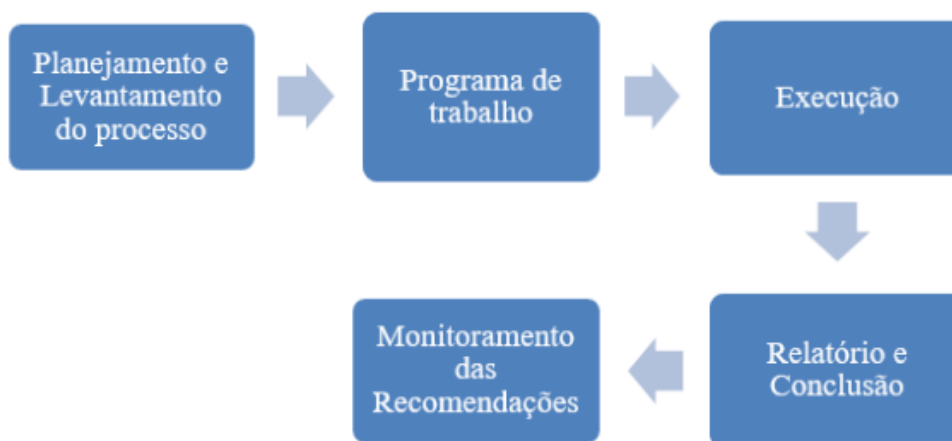 Planejamento e
Levantamento
do processo
Programa de
trabalho
Execução
Relatório e
Conclusão
Monitoramento
das
Recomendações